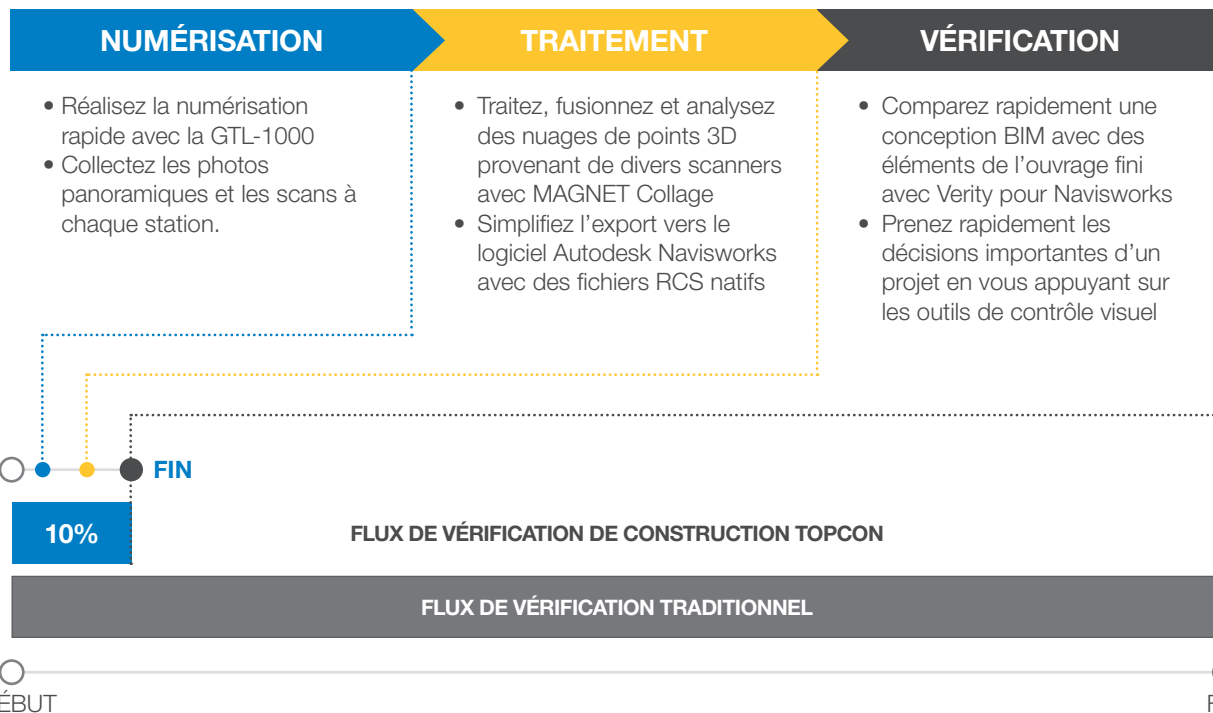 NUMÉRISATION
TRAITEMENT
VÉRIFICATION
• Réalisez la numérisation
rapide avec la GTL-1000
• Collectez les photos
panoramiques et les scans à
chaque station.
• Traitez, fusionnez et analysez
des nuages de points 3D
provenant de divers scanners
avec MAGNET Collage
• Simplifiez l’export vers le
logiciel Autodesk Navisworks
avec des fichiers RCS natifs
• Comparez rapidement une
conception BIM avec des
éléments de l’ouvrage fini
avec Verity pour Navisworks
• Prenez rapidement les
décisions importantes d’un
projet en vous appuyant sur
les outils de contrôle visuel
FIN
10%
FLUX DE VÉRIFICATION DE CONSTRUCTION TOPCON
FLUX DE VÉRIFICATION TRADITIONNEL
ÉBUT